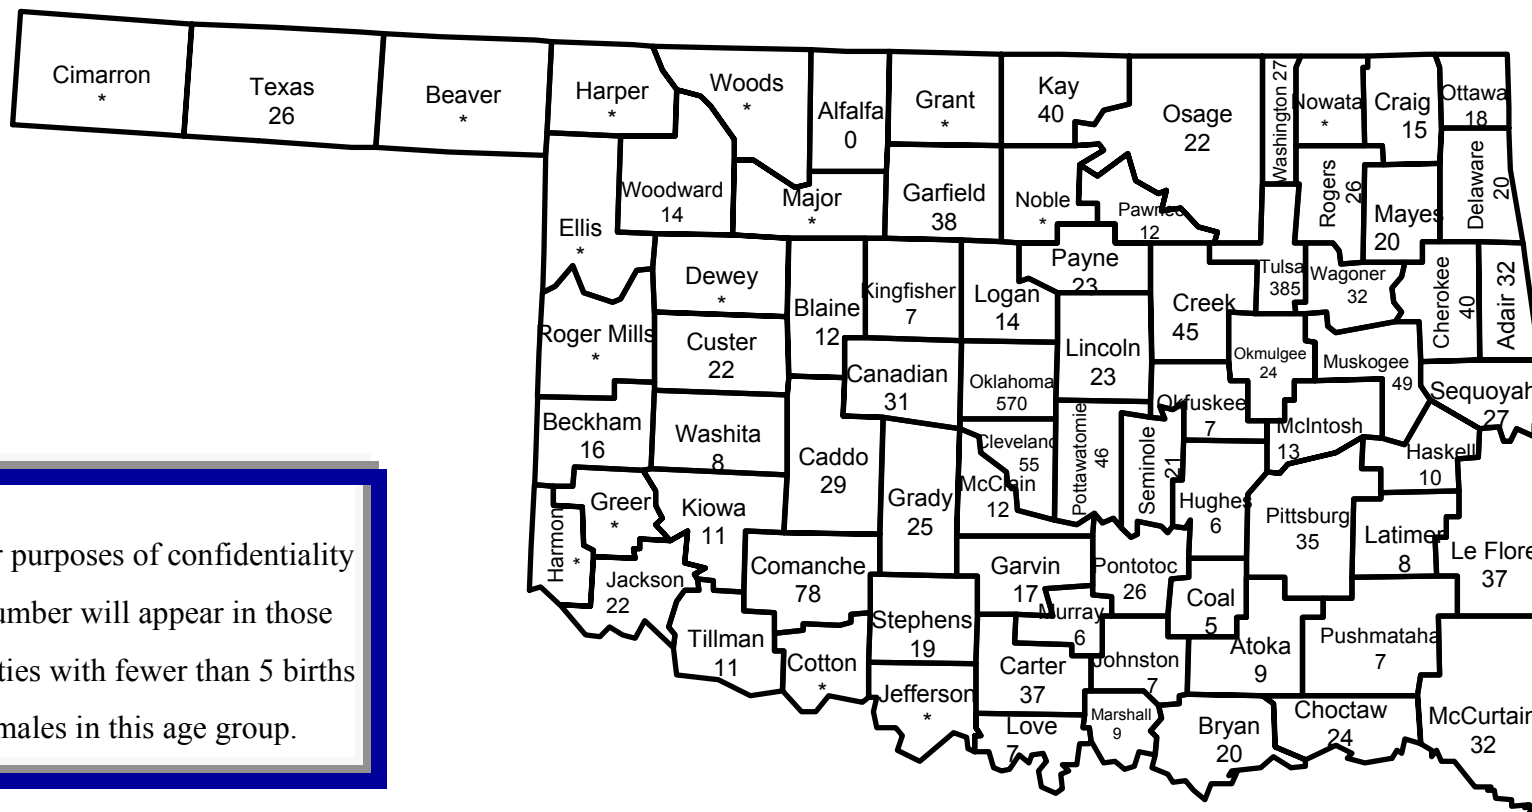 Cimarron
*
Texas
26
Beaver
*
Harper
*
Woods
*
Alfalfa
0
Grant
*
Kay
40
Osage
22
Washington 27
Nowata
*
Craig
15
Ottawa
18
Woodward
14
Major
*
Garfield
38
Noble
*
Pawnee
12
Rogers
26
Mayes
20
Delaware
20
Ellis
*
Dewey
*
Blaine
12
Kingfisher
7
Logan
14
Payne
23
Creek
45
Tulsa
385
Wagoner
32
Cherokee
40
Adair 32
Roger Mills
*
Custer
22
Canadian
31
Oklahoma
570
Lincoln
23
Okmulgee
24
Muskogee
49
Sequoyah
27
Beckham
16
Washita
8
Caddo
29
Grady
25
Cleveland
55
McClain
12
Pottawatomie
46
Seminole
21
Okfuskee
7
McIntosh
13
Haskell
10
Hughes
6
Pittsburg
35
Latimer
8
Le Flore
37
Harmon
*
Greer
*
Kiowa
11
Jackson
22
Comanche
78
Tillman
11
Cotton
*
Stephens
19
Jefferson
*
Garvin
17
Murray
6
Pontotoc
26
Coal
5
Carter
37
Johnston
7
Atoka
9
Pushmataha
7
Love
7
Marshall
9
Bryan
20
Choctaw
24
McCurtain
32
purposes of confidentiality
will appear in those
with fewer than 5 births
in this age group.